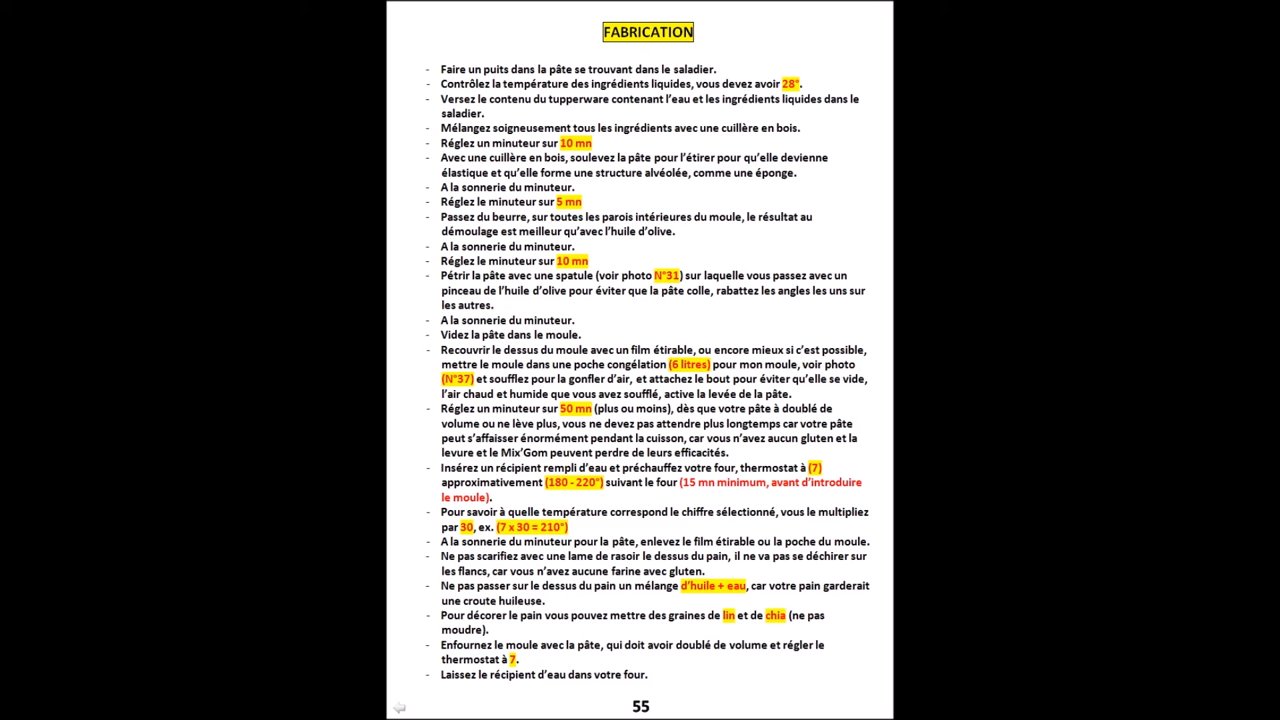 FABRICATION
- Faire un puits dans la pâte se trouvant dans le saladier.
- Contrôlez la température des ingrédients liquides, vous devez avoir 28°.
- Versez le contenu du tupperware contenant l'eau et les ingrédients liquides dans le
saladier.
- Mélangez soigneusement tous les ingrédients avec une cuillère en bois.
- Réglez un minuteur sur 10 mn
- Avec une cuillère en bois, soulevez la pâte pour l'étirer pour qu'elle devienne
élastique et qu'elle forme une structure alvéolée, comme une éponge.
- A la sonnerie du minuteur.
- Réglez le minuteur sur 5 mn
- Passez du beurre, sur toutes les parois intérieures du moule, le résultat au
démoulage est meilleur qu'avec l'huile d'olive.
- A la sonnerie du minuteur.
- Réglez le minuteur sur 10 mn
- Pétrir la pâte avec une spatule (voir photo N°31) sur laquelle vous passez avec un
pinceau de l'huile d'olive pour éviter que la pâte colle, rabattez les angles les uns sur
les autres.
- A la sonnerie du minuteur.
- Videz la pâte dans le moule.
- Recouvrir le dessus du moule avec un film étirable, ou encore mieux si c'est possible,
mettre le moule dans une poche congélation (6 litres) pour mon moule, voir photo
(N°37) et soufflez pour la gonfler d'air, et attachez le bout pour éviter qu'elle se vide,
l'air chaud et humide que vous avez soufflé, active la levée de la pâte.
- Réglez un minuteur sur 50 mn (plus ou moins), dès que votre pâte à doublé de
volume ou ne lève plus, vous ne devez pas attendre plus longtemps car votre pâte
peut s'affaisser énormément pendant la cuisson, car vous n'avez aucun gluten et la
levure et le Mix'Gom peuvent perdre de leurs efficacités.
- Insérez un récipient rempli d'eau et préchauffez votre four, thermostat à (7)
approximativement (180 - 220°) suivant le four (15 mn minimum, avant d'introduire
le moule).
- Pour savoir à quelle température correspond le chiffre sélectionné, vous le multipliez
par 30, ex. (7 x 30 = 210°)
- A la sonnerie du minuteur pour la pâte, enlevez le film étirable ou la poche du moule.
- Ne pas scarifiez avec une lame de rasoir le dessus du pain, il ne va pas se déchirer sur
les flancs, car vous n'avez aucune farine avec gluten.
- Ne pas passer sur le dessus du pain un mélange d'huile + eau, car votre pain garderait
une croute huileuse.
- Pour décorer le pain vous pouvez mettre des graines de lin et de chia (ne pas
moudre).
- Enfournez le moule avec la pâte, qui doit avoir doublé de volume et régler le
thermostat à 7.
- Laissez le récipient d'eau dans votre four.
55